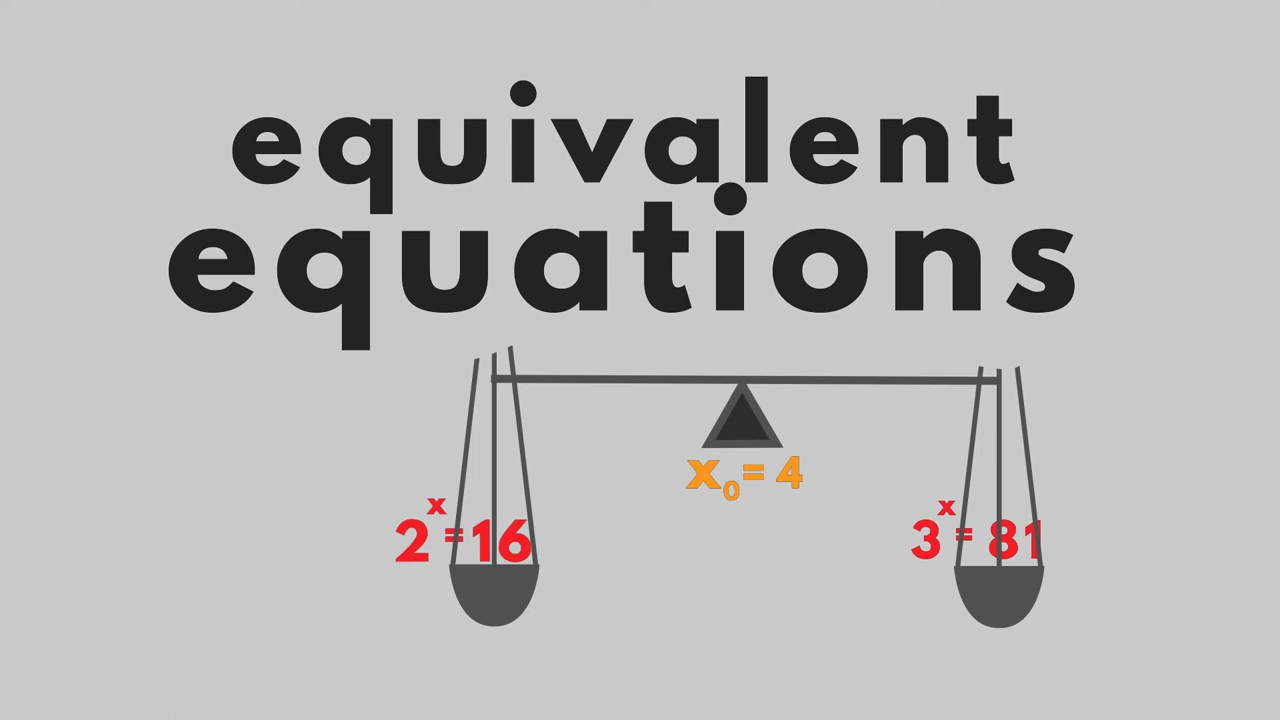 equivalent
equations
x₀= 4
2ˣ=16
3ˣ= 81